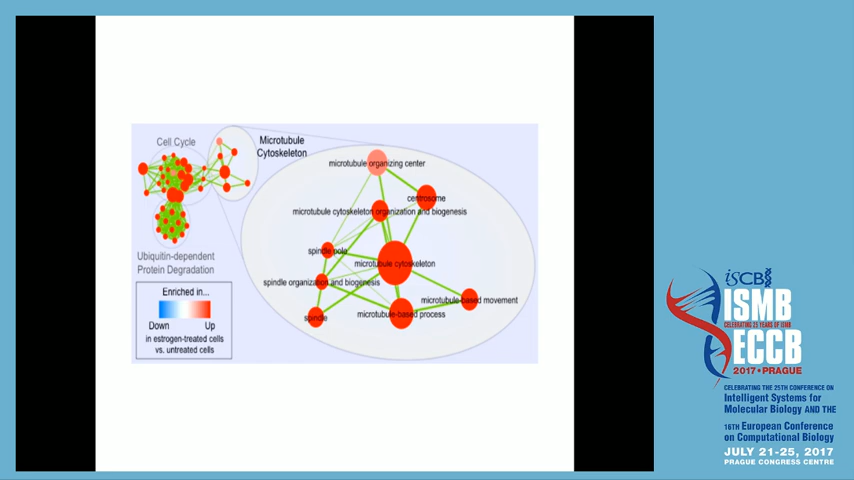 Cell Cycle
Microtubule
Cytoskeleton
microtubule organizing center
centrosome
microtubule cytoskeleton organization and biogenesis
spindle pole
microtubule cytoskeleton
spindle organization and biogenesis
microtubule-based movement
spindle
microtubule-based process
Ubiquitin-dependent
Protein Degradation
Enriched in...
Down Up
in estrogen-treated cells
vs. untreated cells
iSCB
ISMB
CELEBRATING 25 YEARS OF ISMB
ECCB
2017 • PRAGUE
CELEBRATING THE 25TH CONFERENCE ON
Intelligent Systems for
Molecular Biology AND THE
16TH European Conference
on Computational Biology
JULY 21-25, 2017
PRAGUE CONGRESS CENTRE